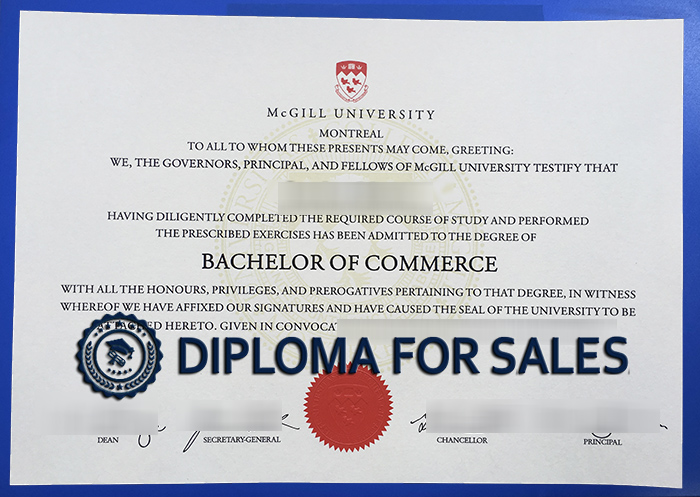 McGILL UNIVERSITY
MONTREAL
TO ALL TO WHOM THESE PRESENTS MAY COME, GREETING:
WE, THE GOVERNORS, PRINCIPAL, AND FELLOWS OF McGILL UNIVERSITY TESTIFY THAT
HAVING DILIGENTLY COMPLETED THE REQUIRED COURSE OF STUDY AND PERFORMED
THE PRESCRIBED EXERCISES HAS BEEN ADMITTED TO THE DEGREE OF
BACHELOR OF COMMERCE
WITH ALL THE HONOURS, PRIVILEGES, AND PREROGATIVES PERTAINING TO THAT DEGREE, IN WITNESS
WHEREOF WE HAVE AFFIXED OUR SIGNATURES AND HAVE CAUSED THE SEAL OF THE UNIVERSITY TO BE
HERETO. GIVEN IN
DIPLOMA FOR SALES
DEAN SECRETARY-GENERAL CHANCELLOR PRINCIPAL